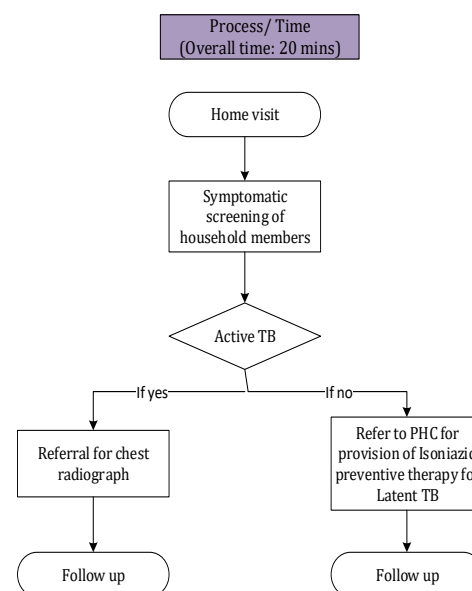 Process/ Time
(Overall time: 20 mins)
Home visit
Symptomatic
screening of
household members
Active TB
If yes
If no
Referral for chest
radiograph
Refer to PHC for
provision of Isoniazid
preventive therapy fo
Latent TB
Follow up
Follow up